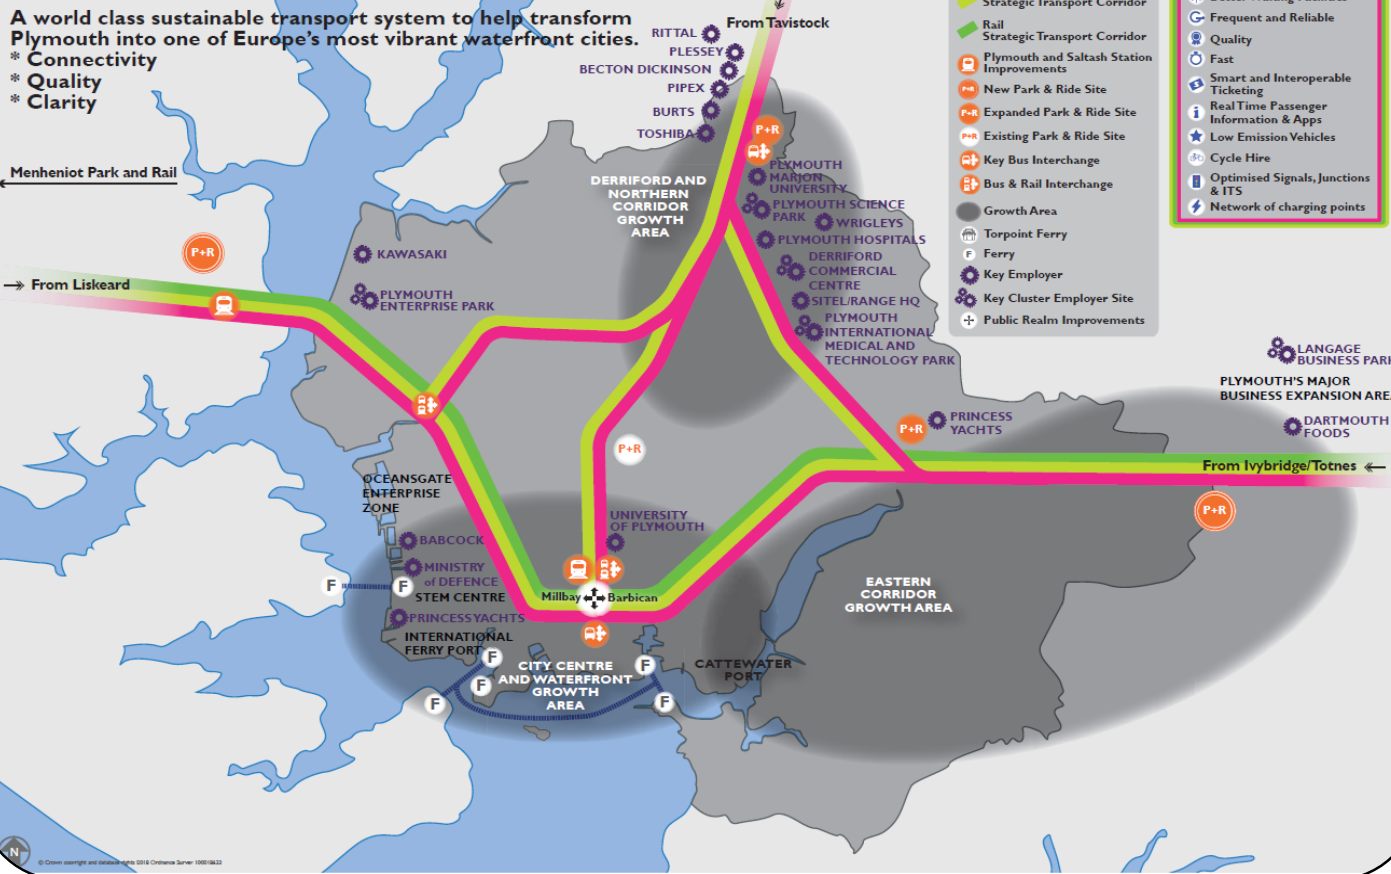 A world class sustainable transport system to help transform
Plymouth into one of Europe's most vibrant waterfront cities.
* Connectivity
* Quality
* Clarity
Menheniot Park and Rail
From Tavistock
RITTAL
PLESSEY
BECTON DICKINSON
PIPEX
BURTS
TOSHIBA
P+R
DERRIFORD AND
NORTHERN
CORRIDOR
GROWTH
AREA
PLYMOUTH
MARJON
UNIVERSITY
PLYMOUTH SCIENCE
PARK
WRIGLEYS
PLYMOUTH HOSPITALS
DERRIFORD
COMMERCIAL
CENTRE
SITEL/RANGE HQ
PLYMOUTH
INTERNATIONAL
MEDICAL AND
TECHNOLOGY PARK
P+R
From Liskeard
KAWASAKI
PLYMOUTH
ENTERPRISE PARK
Strategic Transport Corridor
Rail
Strategic Transport Corridor
Plymouth and Saltash Station
Improvements
P+R
New Park & Ride Site
P+R
Expanded Park & Ride Site
P+R
Existing Park & Ride Site
Key Bus Interchange
Bus & Rail Interchange
Growth Area
Torpoint Ferry
F
Ferry
Key Employer
Key Cluster Employer Site
Public Realm Improvements
Frequent and Reliable
Quality
Fast
Smart and Interoperable
Ticketing
Real Time Passenger
Information & Apps
Low Emission Vehicles
Cycle Hire
Optimised Signals, Junctions
& ITS
Network of charging points
LANGAGE
BUSINESS PARK
PLYMOUTH'S MAJOR
BUSINESS EXPANSION AREA
DARTMOUTH
FOODS
P+R
PRINCESS
YACHTS
From Ivybridge/Totnes
P+R
P+R
OCEANSGATE
ENTERPRISE
ZONE
BABCOCK
MINISTRY
of DEFENCE
STEM CENTRE
PRINCESS YACHTS
INTERNATIONAL
FERRY PORT
UNIVERSITY
OF PLYMOUTH
Millbay
Barbican
F
F
F
F
F
F
F
CITY CENTRE
AND WATERFRONT
GROWTH
AREA
CATTEWATER
PORT
EASTERN
CORRIDOR
GROWTH AREA
N
© Crown copyright and database rights 2018 Ordnance Survey 100018633